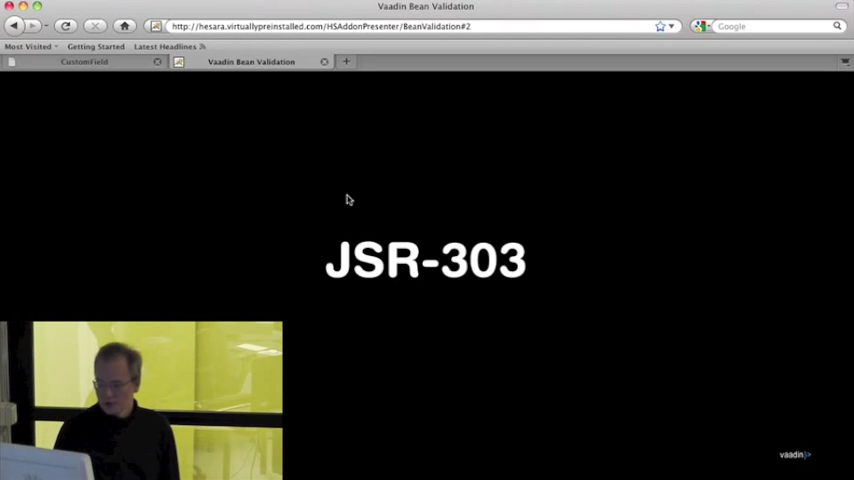 Vaadin Bean Validation
http://hesara.virtuallypreinstalled.com/HSAddonPresenter/BeanValidation#2
Google
Most Visited
Getting Started
Latest Headlines
CustomField
Vaadin Bean Validation
JSR-303
vaadin}>